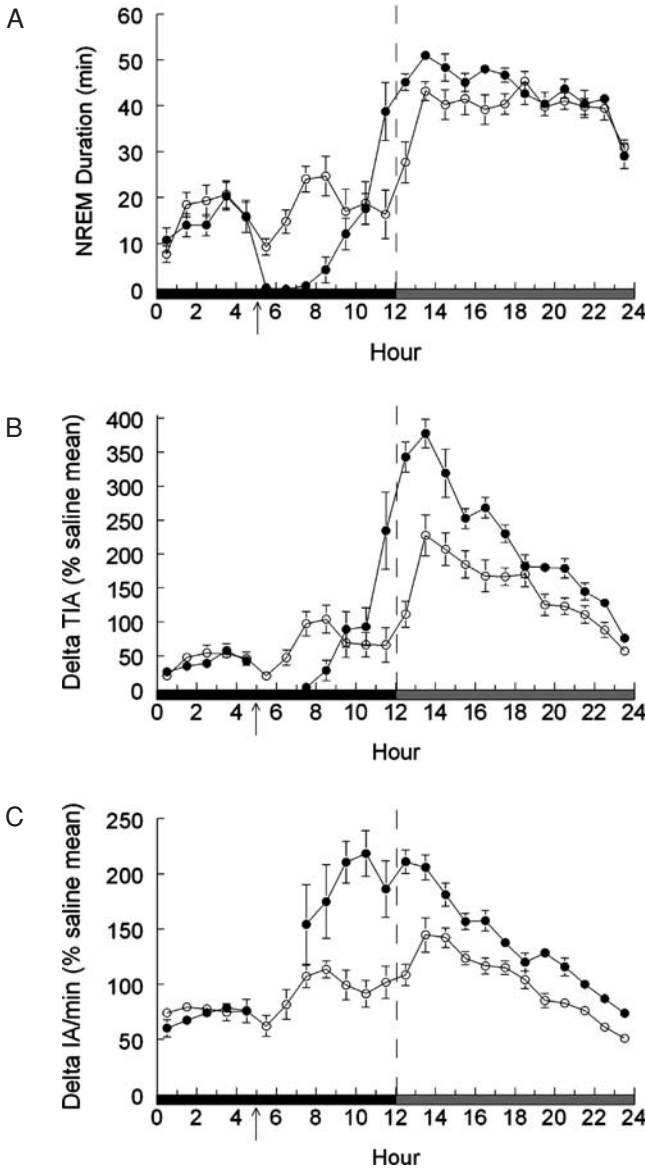 A
NREM Duration (min)
60
50
40
30
20
10
0
0 2 4 6 8 10 12 14 16 18 20 22 24
Hour
B
Delta TIA (% saline mean)
400
350
300
250
200
150
100
50
0
0 2 4 6 8 10 12 14 16 18 20 22 24
Hour
C
Delta IA/min (% saline mean)
250
200
150
100
50
0
0 2 4 6 8 10 12 14 16 18 20 22 24
Hour